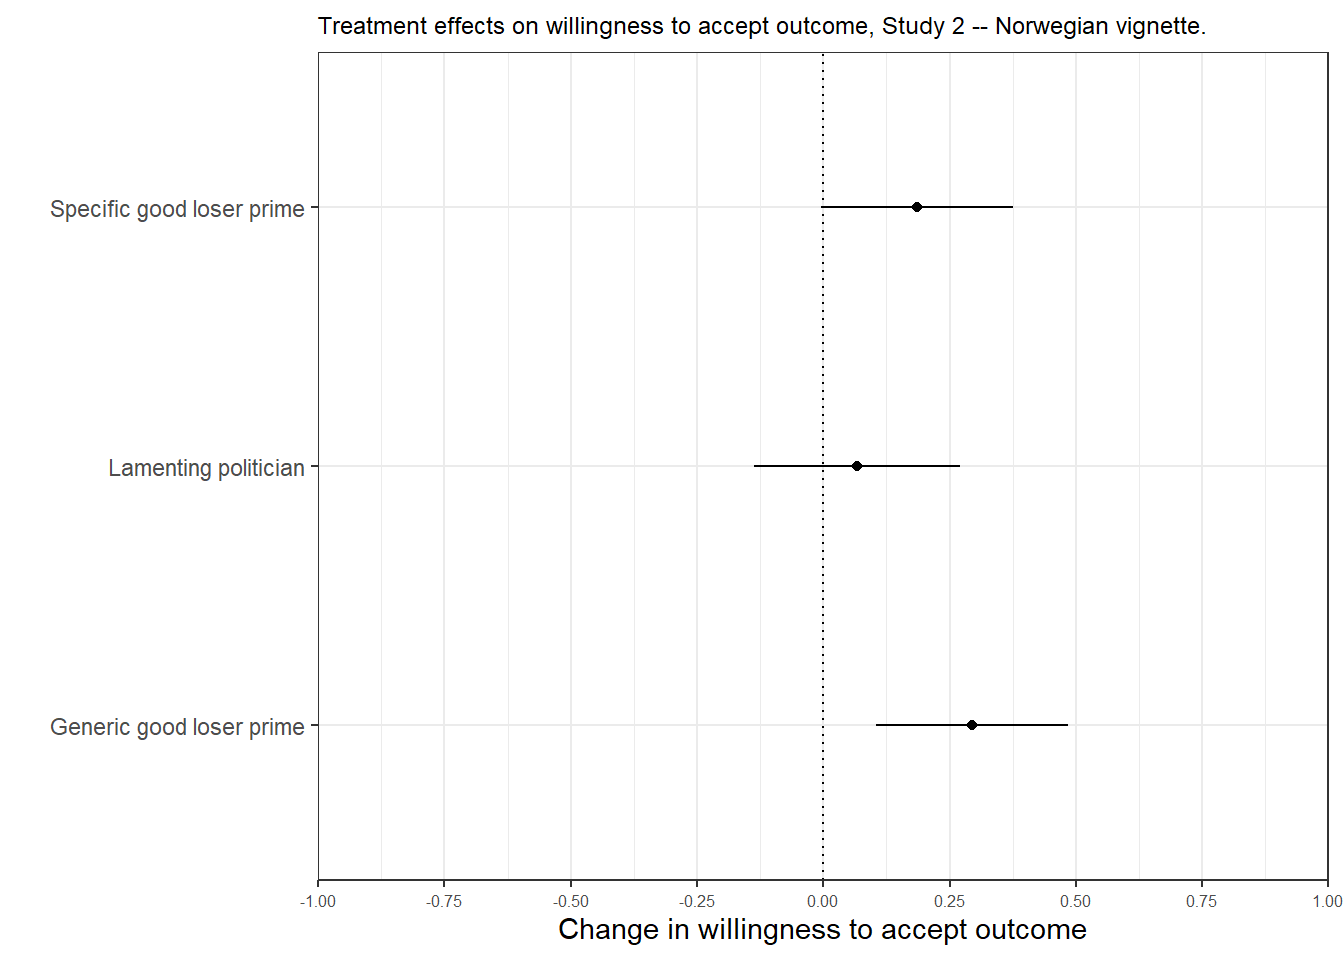 Treatment effects on willingness to accept outcome, Study 2 -- Norwegian vignette.
Specific good loser prime
Lamenting politician
Generic good loser prime
-1.00 -0.75 -0.50 -0.25 0.00 0.25 0.50 0.75 1.00
Change in willingness to accept outcome